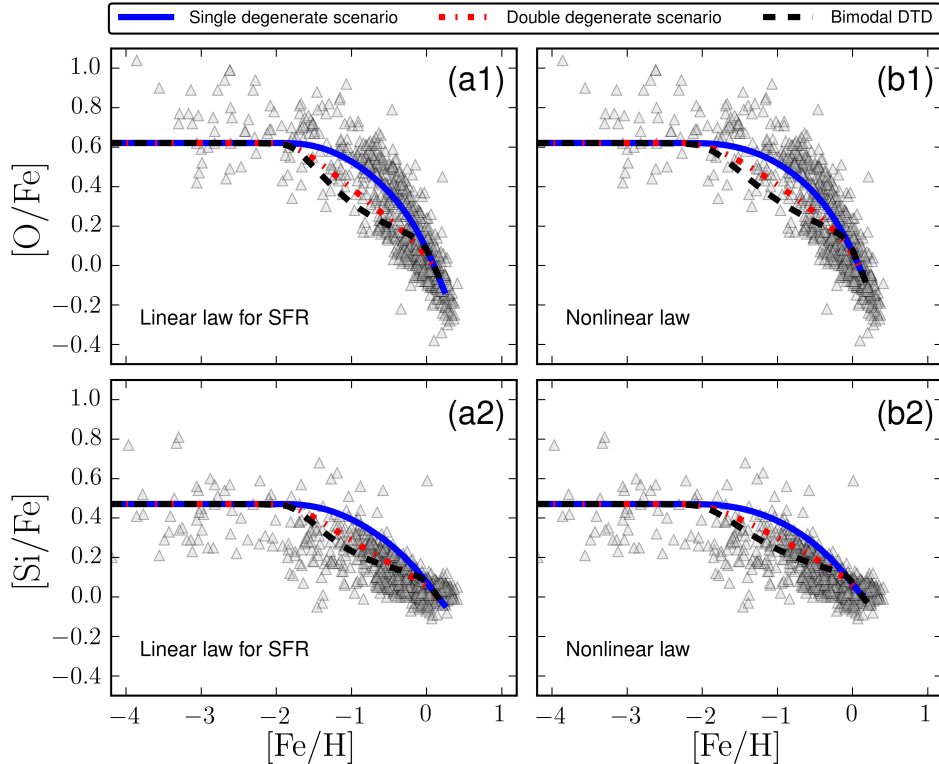 Single degenerate scenario Double degenerate scenario Bimodal DTD
(a1) (b1)
[O/Fe]
1.0
0.8
0.6
0.4
0.2
0.0
−0.2
−0.4
Linear law for SFR Nonlinear law
(a2) (b2)
[Si/Fe]
1.0
0.8
0.6
0.4
0.2
0.0
−0.2
−0.4
Linear law for SFR Nonlinear law
−4 −3 −2 −1 0 1 −4 −3 −2 −1 0 1
[Fe/H] [Fe/H]